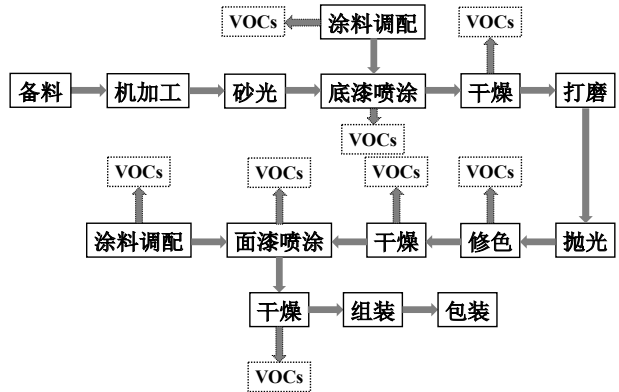 VOCs
涂料调配
VOCs
备料
机加工
砂光
底漆喷涂
干燥
打磨
VOCs
VOCs
VOCs
VOCs
VOCs
涂料调配
面漆喷涂
干燥
修色
抛光
干燥
组装
包装
VOCs